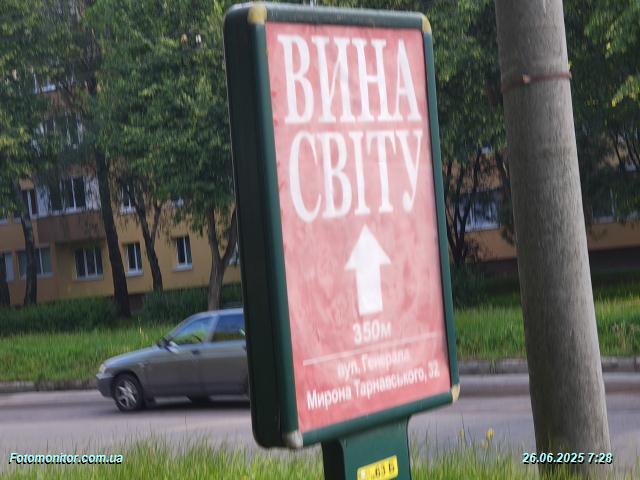 ВИНА
СВІТУ
350м
вул. Генерала
Мирона Тарнавського, 32
Fotomonitor.com.ua
26.06.2025 7:28